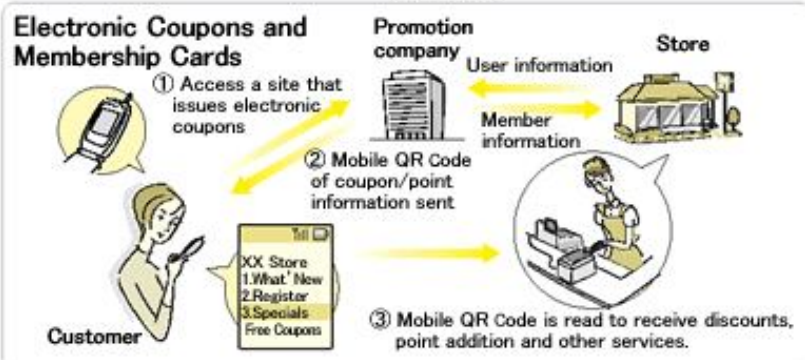 Electronic Coupons and
Membership Cards
Promotion
company
Store
① Access a site that
issues electronic
coupons
User information
Member
information
② Mobile QR Code
of coupon/point
information sent
XX Store
1.What' New
2.Register
3.Specials
Free Coupons
Customer
③ Mobile QR Code is read to receive discounts,
point addition and other services.